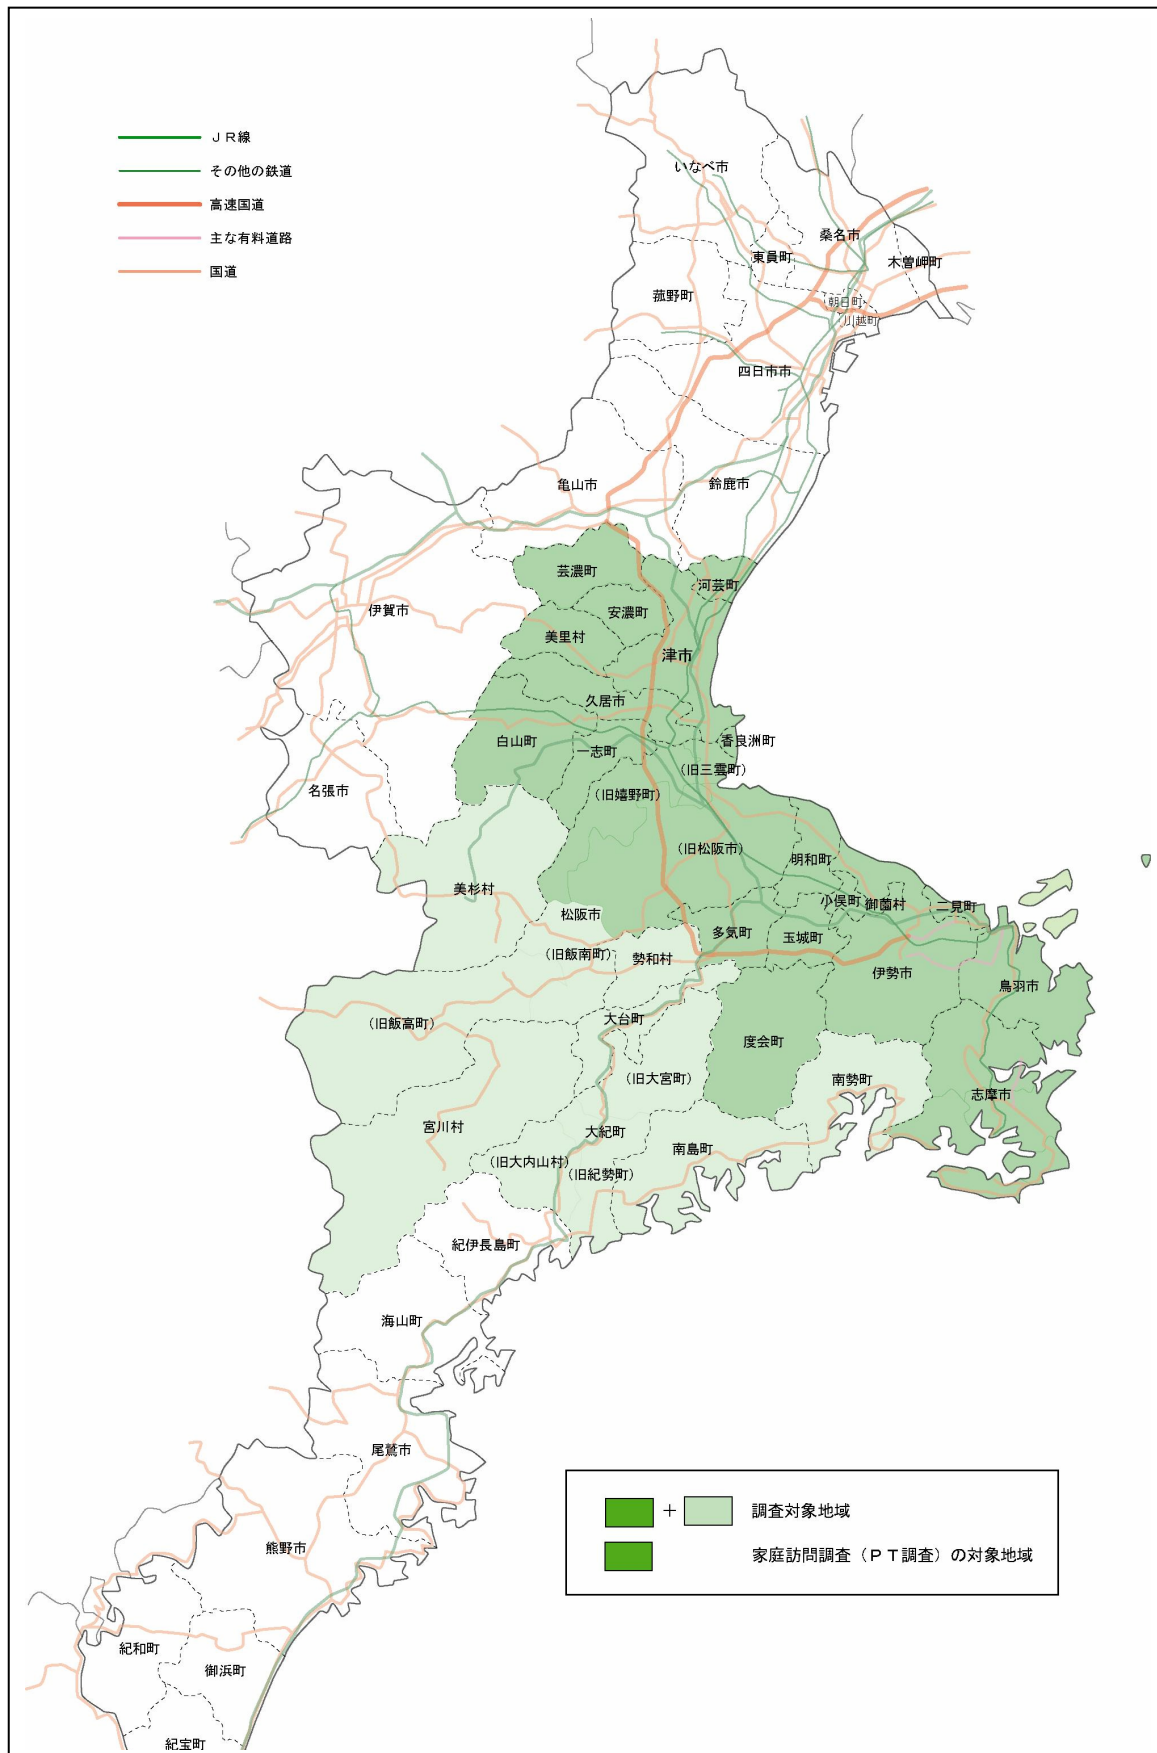 ＪＲ線
その他の鉄道
高速国道
主な有料道路
国道
いなべ市
桑名市
東員町
木曽岬町
菰野町
朝日町
川越町
四日市市
亀山市
鈴鹿市
芸濃町
河芸町
伊賀市
安濃町
美里村
津市
久居市
白山町
一志町
香良洲町
（旧三雲町）
名張市
（旧嬉野町）
（旧松阪市）
明和町
美杉村
小俣町
御薗村
二見町
松阪市
多気町
玉城町
（旧飯南町）
勢和村
伊勢市
鳥羽市
（旧飯高町）
大台町
度会町
（旧大宮町）
南勢町
志摩市
宮川村
大紀町
南島町
（旧大内山村）
（旧紀勢町）
紀伊長島町
海山町
尾鷲市
熊野市
紀和町
御浜町
紀宝町
＋ 調査対象地域
家庭訪問調査（ＰＴ調査）の対象地域